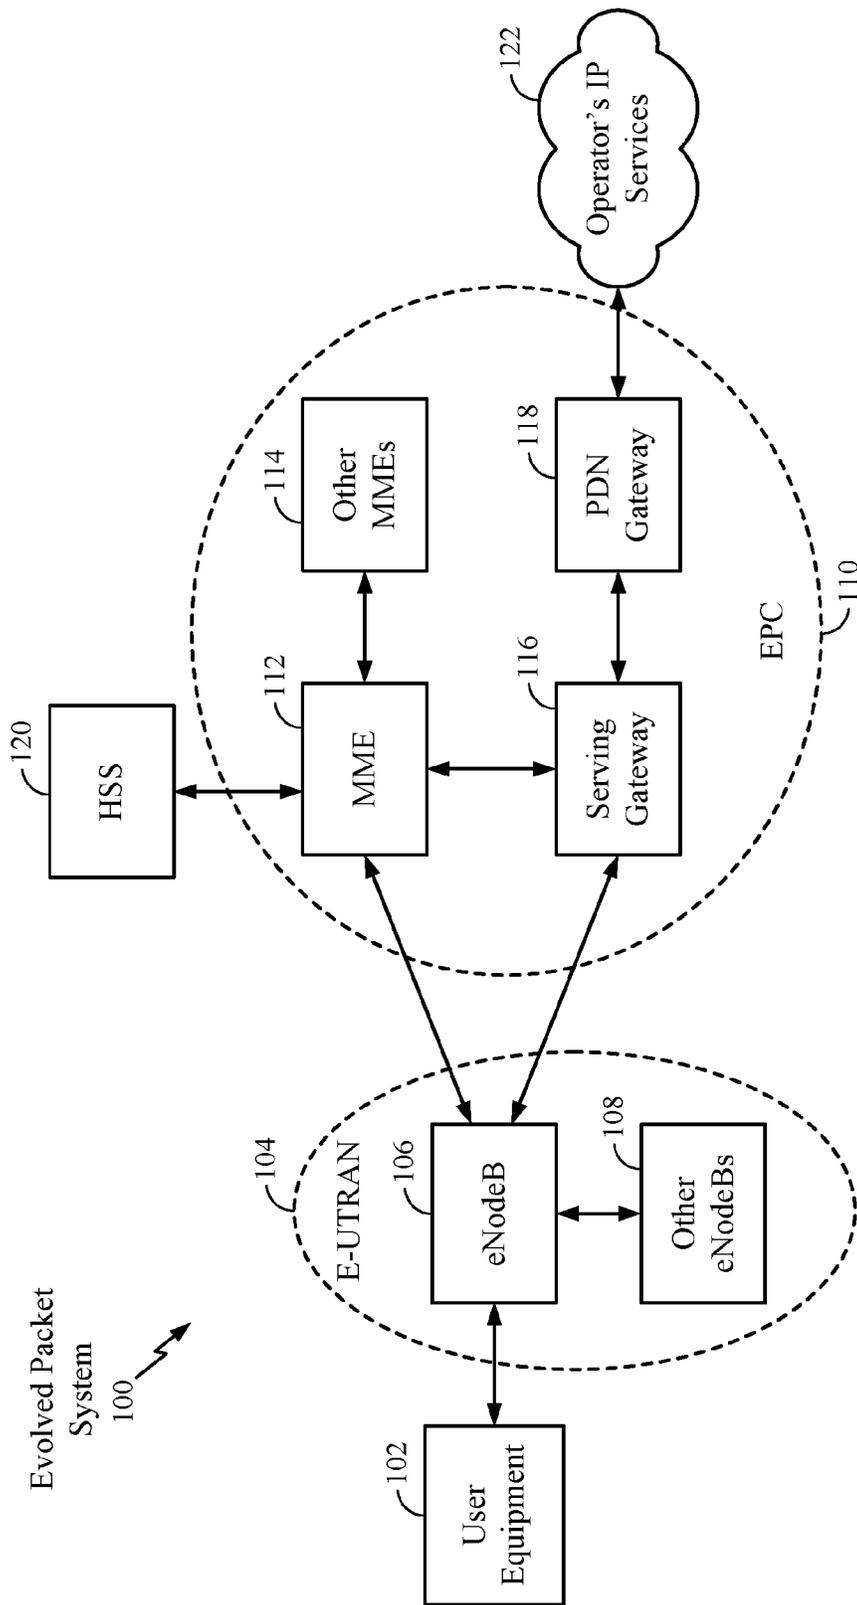 Evolved Packet
System
100
102
User
Equipment
104
E-UTRAN
106
eNodeB
108
Other
eNodeBs
120
HSS
112
MME
114
Other
MMEs
116
Serving
Gateway
118
PDN
Gateway
EPC
110
122
Operator's IP
Services